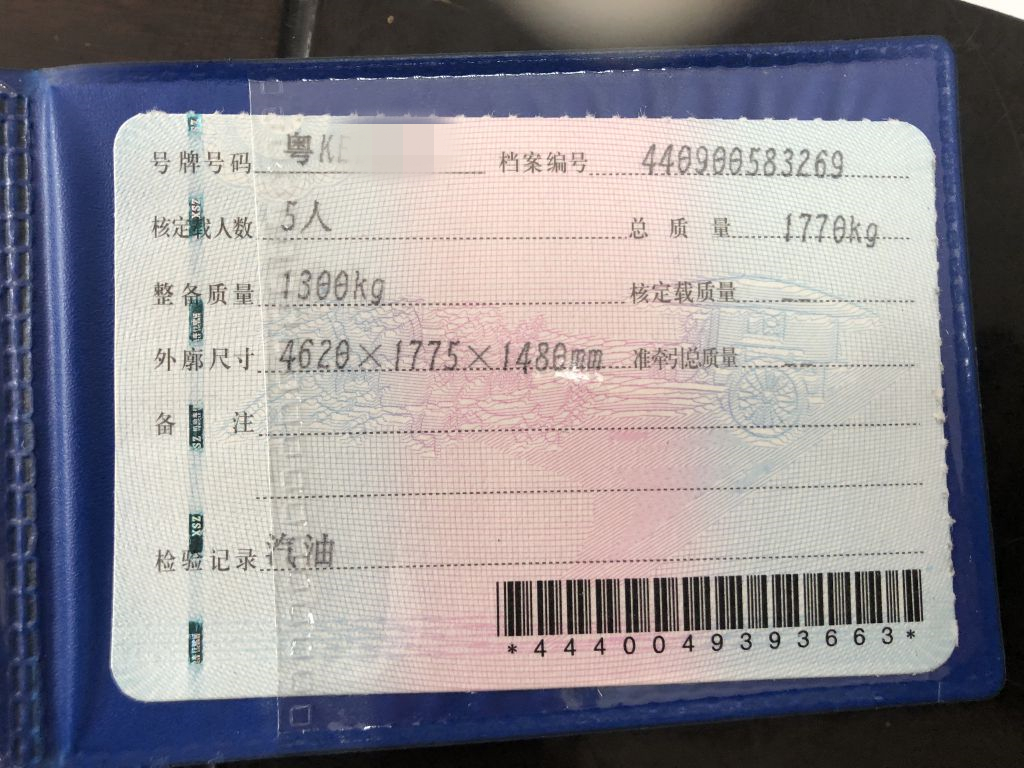 号牌号码 粤KE 档案编号 440900583269
核定载人数 5人 总质量 1770kg
整备质量 1300kg 核定载质量 --
外廓尺寸 4620×1775×1480mm 准牵引总质量 --
备注
检验记录 汽油
*4440049393663*